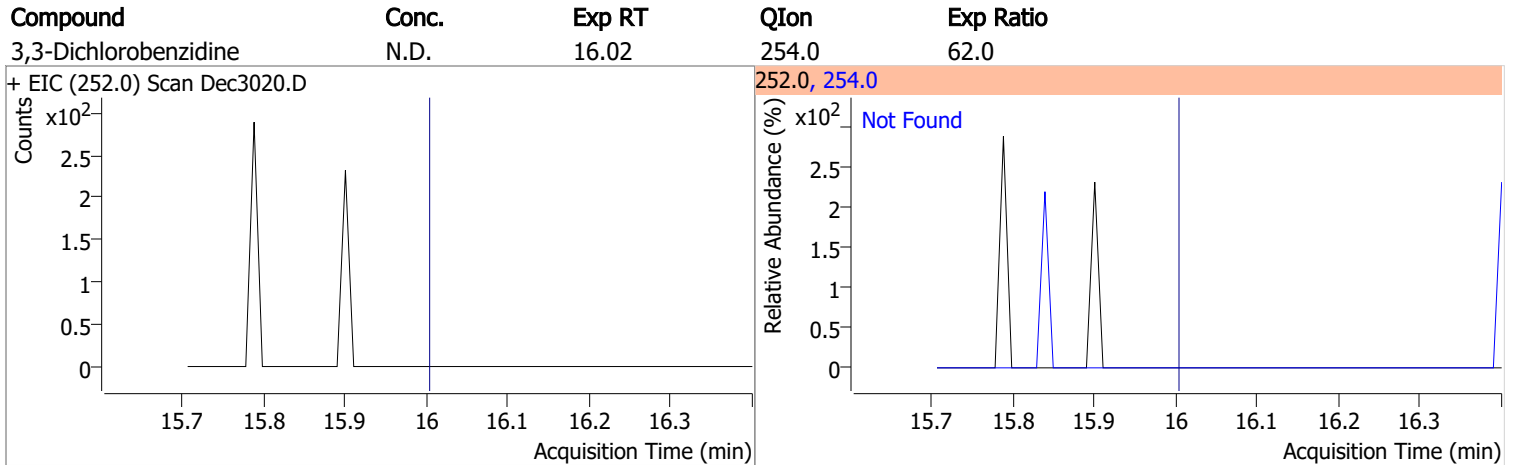 Compound Conc. Exp RT QIon Exp Ratio
3,3-Dichlorobenzidine N.D. 16.02 254.0 62.0
+ EIC (252.0) Scan Dec3020.D
Counts
x10²
2.5
2
1.5
1
0.5
0
15.7 15.8 15.9 16 16.1 16.2 16.3
Acquisition Time (min)
252.0, 254.0
Relative Abundance (%)
x10²
Not Found
2.5
2
1.5
1
0.5
0
15.7 15.8 15.9 16 16.1 16.2 16.3
Acquisition Time (min)